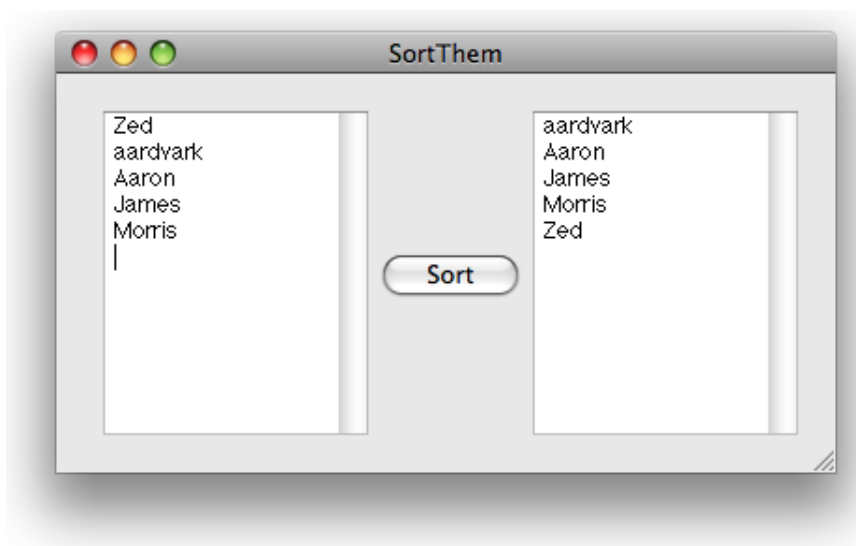 SortThem
Zed
aardvark
Aaron
James
Morris
Sort
aardvark
Aaron
James
Morris
Zed